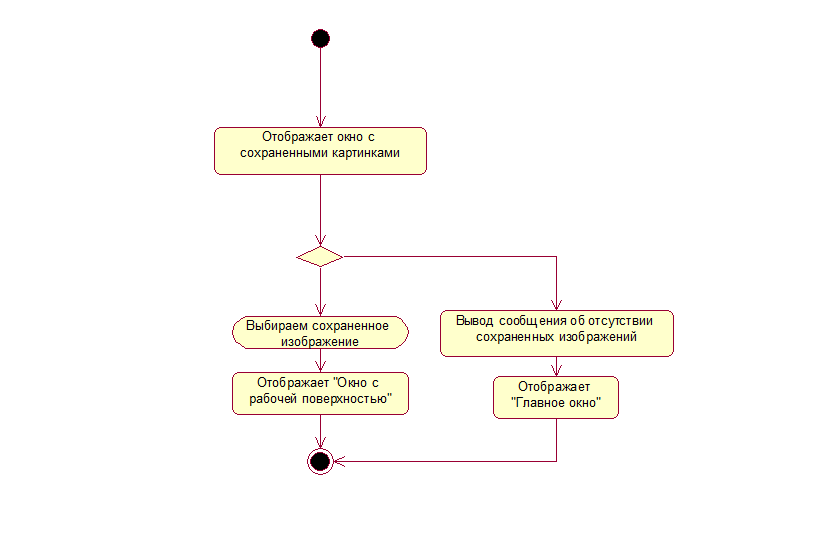 Отображает окно с
сохраненными картинками
Выбираем сохраненное
изображение
Вывод сообщения об отсутствии
сохраненных изображений
Отображает "Окно с
рабочей поверхностью"
Отображает
"Главное окно"